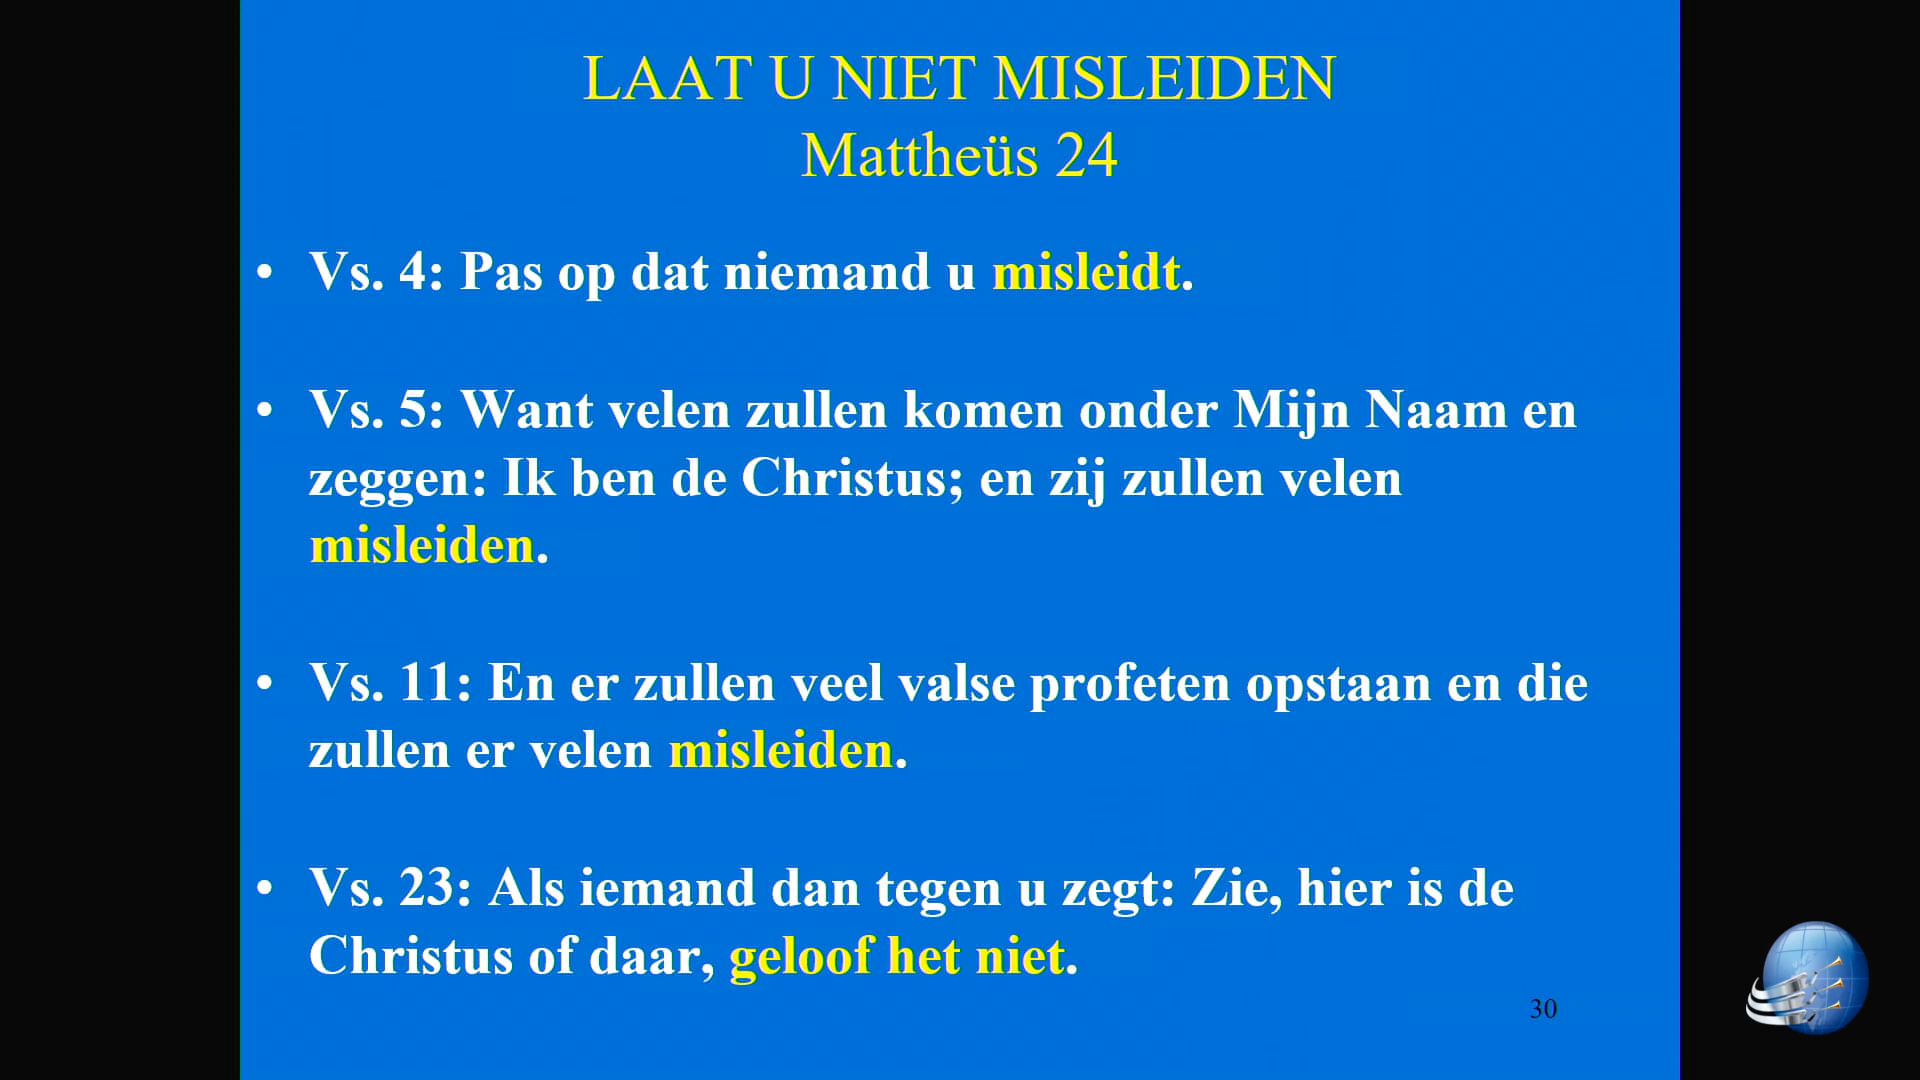 LAAT U NIET MISLEIDEN
Mattheüs 24
• Vs. 4: Pas op dat niemand u misleidt.
• Vs. 5: Want velen zullen komen onder Mijn Naam en
zeggen: Ik ben de Christus; en zij zullen velen
misleiden.
• Vs. 11: En er zullen veel valse profeten opstaan en die
zullen er velen misleiden.
• Vs. 23: Als iemand dan tegen u zegt: Zie, hier is de
Christus of daar, geloof het niet.
30